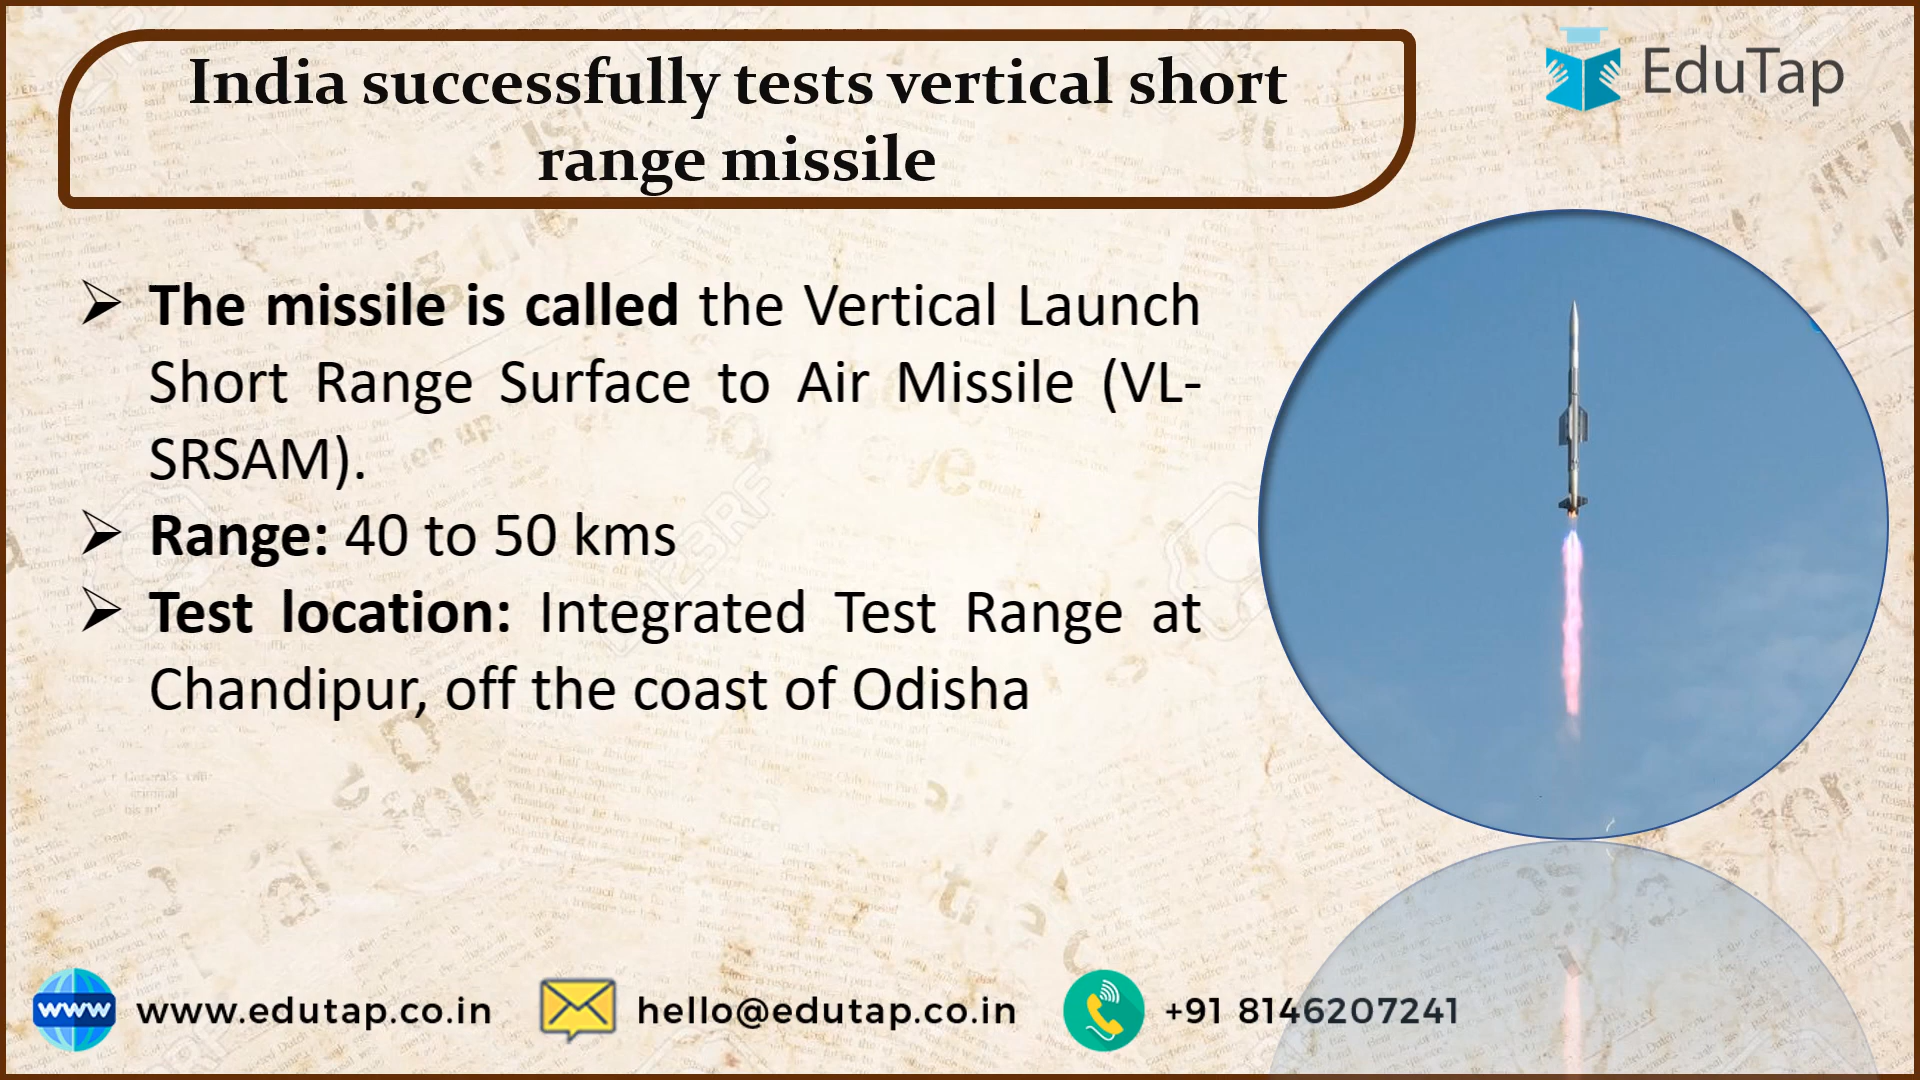 India successfully tests vertical short
range missile
EduTap
The missile is called the Vertical Launch
Short Range Surface to Air Missile (VL-
SRSAM).
Range: 40 to 50 kms
Test location: Integrated Test Range at
Chandipur, off the coast of Odisha
www www.edutap.co.in hello@edutap.co.in +91 8146207241